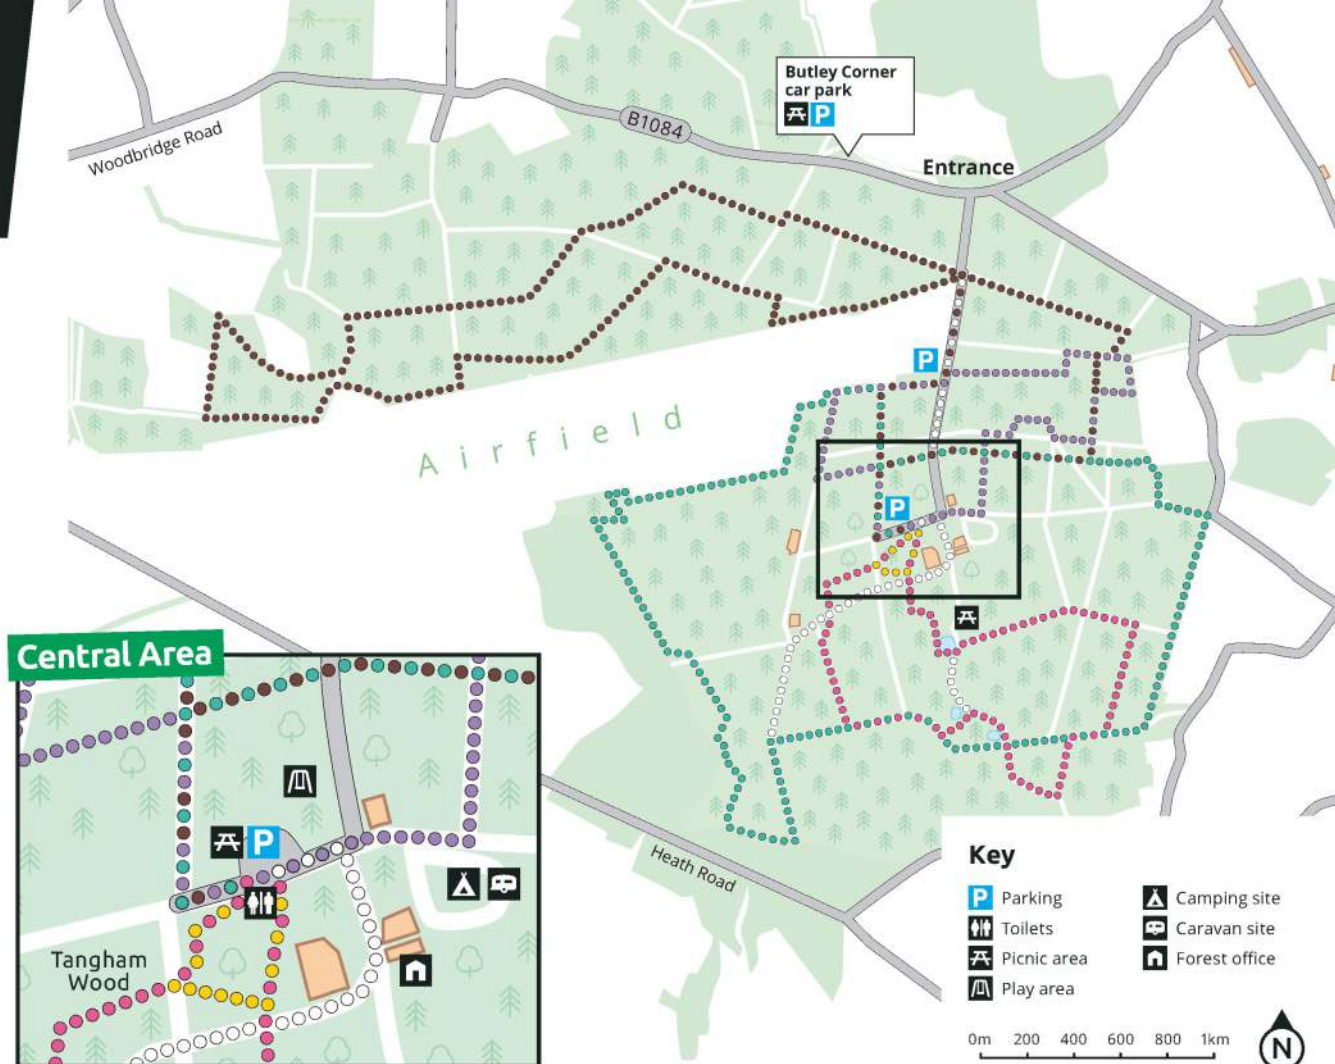 Butley Corner
car park
P
B1084
Woodbridge Road
Entrance
P
Airfield
P
Central Area
P
Tangham
Wood
Heath Road
Key
P Parking
Toilets
Picnic area
Play area
Camping site
Caravan site
Forest office
0m 200 400 600 800 1km
N